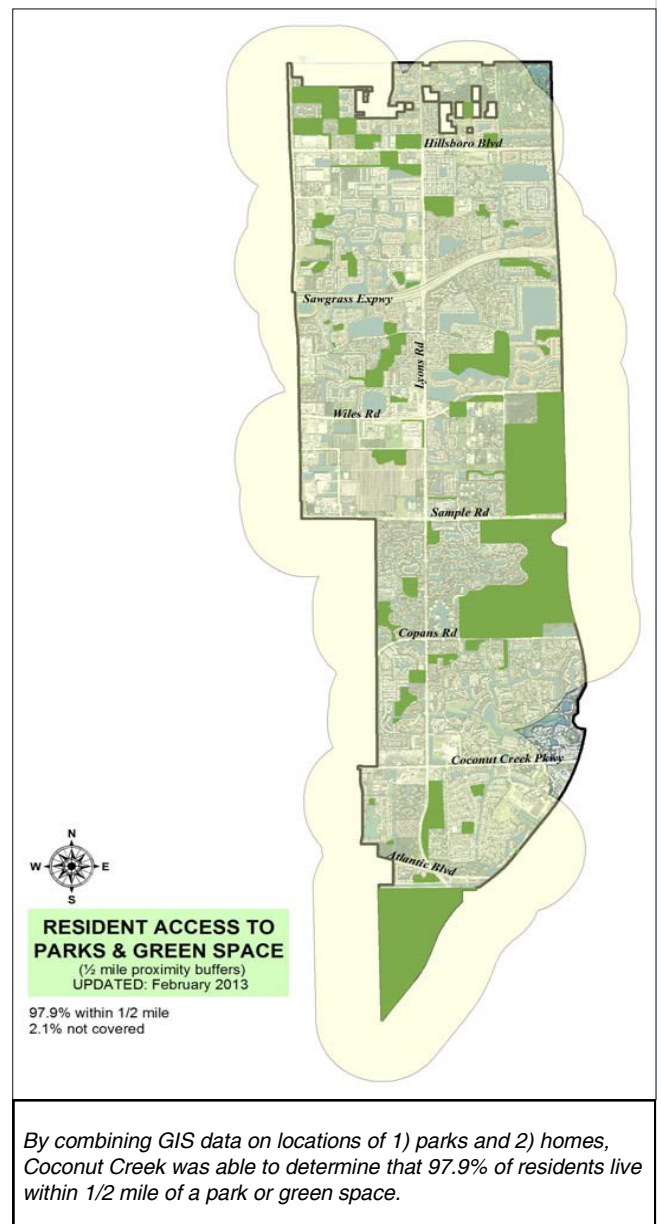 Hillsboro Blvd
Sawgrass Expwy
Lyons Rd
Wiles Rd
Sample Rd
Copans Rd
Coconut Creek Pkwy
Atlantic Blvd
N
W E
S
RESIDENT ACCESS TO
PARKS & GREEN SPACE
(½ mile proximity buffers)
UPDATED: February 2013
97.9% within 1/2 mile
2.1% not covered
By combining GIS data on locations of 1) parks and 2) homes,
Coconut Creek was able to determine that 97.9% of residents live
within 1/2 mile of a park or green space.